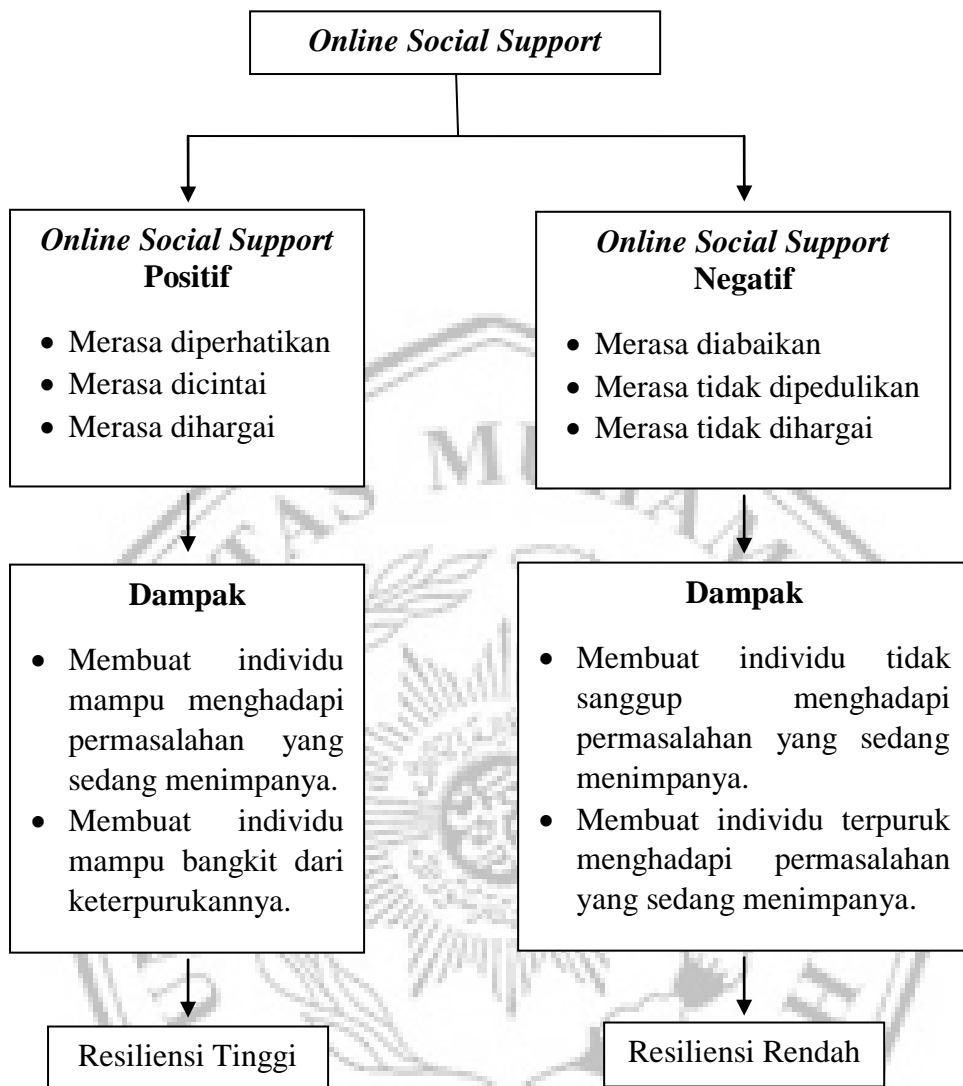 Online Social Support
Online Social Support
Positif
• Merasa diperhatikan
• Merasa dicintai
• Merasa dihargai
Online Social Support
Negatif
• Merasa diabaikan
• Merasa tidak dipedulikan
• Merasa tidak dihargai
Dampak
• Membuat individu
mampu menghadapi
permasalahan yang
sedang menimpanya.
• Membuat individu
mampu bangkit dari
keterpurukannya.
Dampak
• Membuat individu tidak
sanggup menghadapi
permasalahan yang sedang
menimpanya.
• Membuat individu terpuruk
menghadapi permasalahan
yang sedang menimpanya.
Resiliensi Tinggi
Resiliensi Rendah